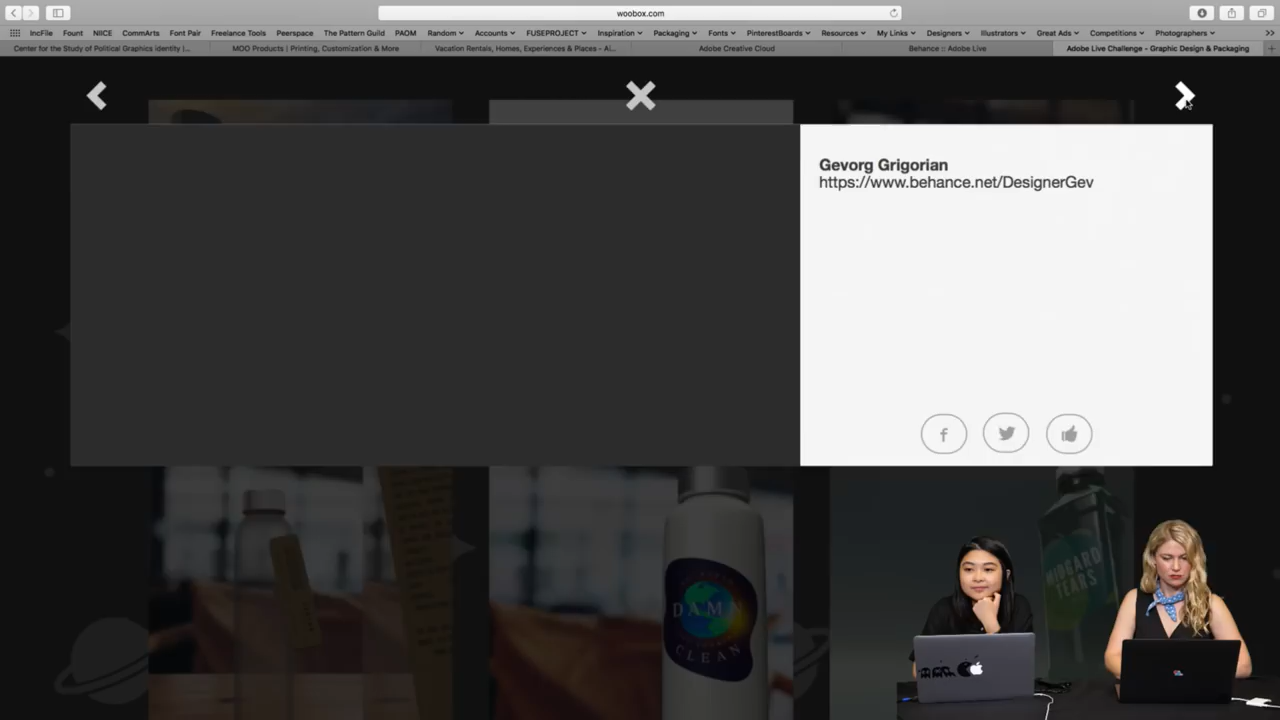 woobox.com
IncFile Fount NIICE CommArts Font Pair Freelance Tools Peerspace The Pattern Guild PAOM Random Accounts FUSEPROJECT Inspiration Packaging Fonts PinterestBoards Resources My Links Designers Illustrators Great Ads Competitions Photographers
Center for the Study of Political Graphics identity |... MOO Products | Printing, Customization & More Vacation Rentals, Homes, Experiences & Places - Ai... Adobe Creative Cloud Behance :: Adobe Live Adobe Live Challenge - Graphic Design & Packaging
Gevorg Grigorian
https://www.behance.net/DesignerGev
DAMN
CLEAN
MIDGARD
TEARS